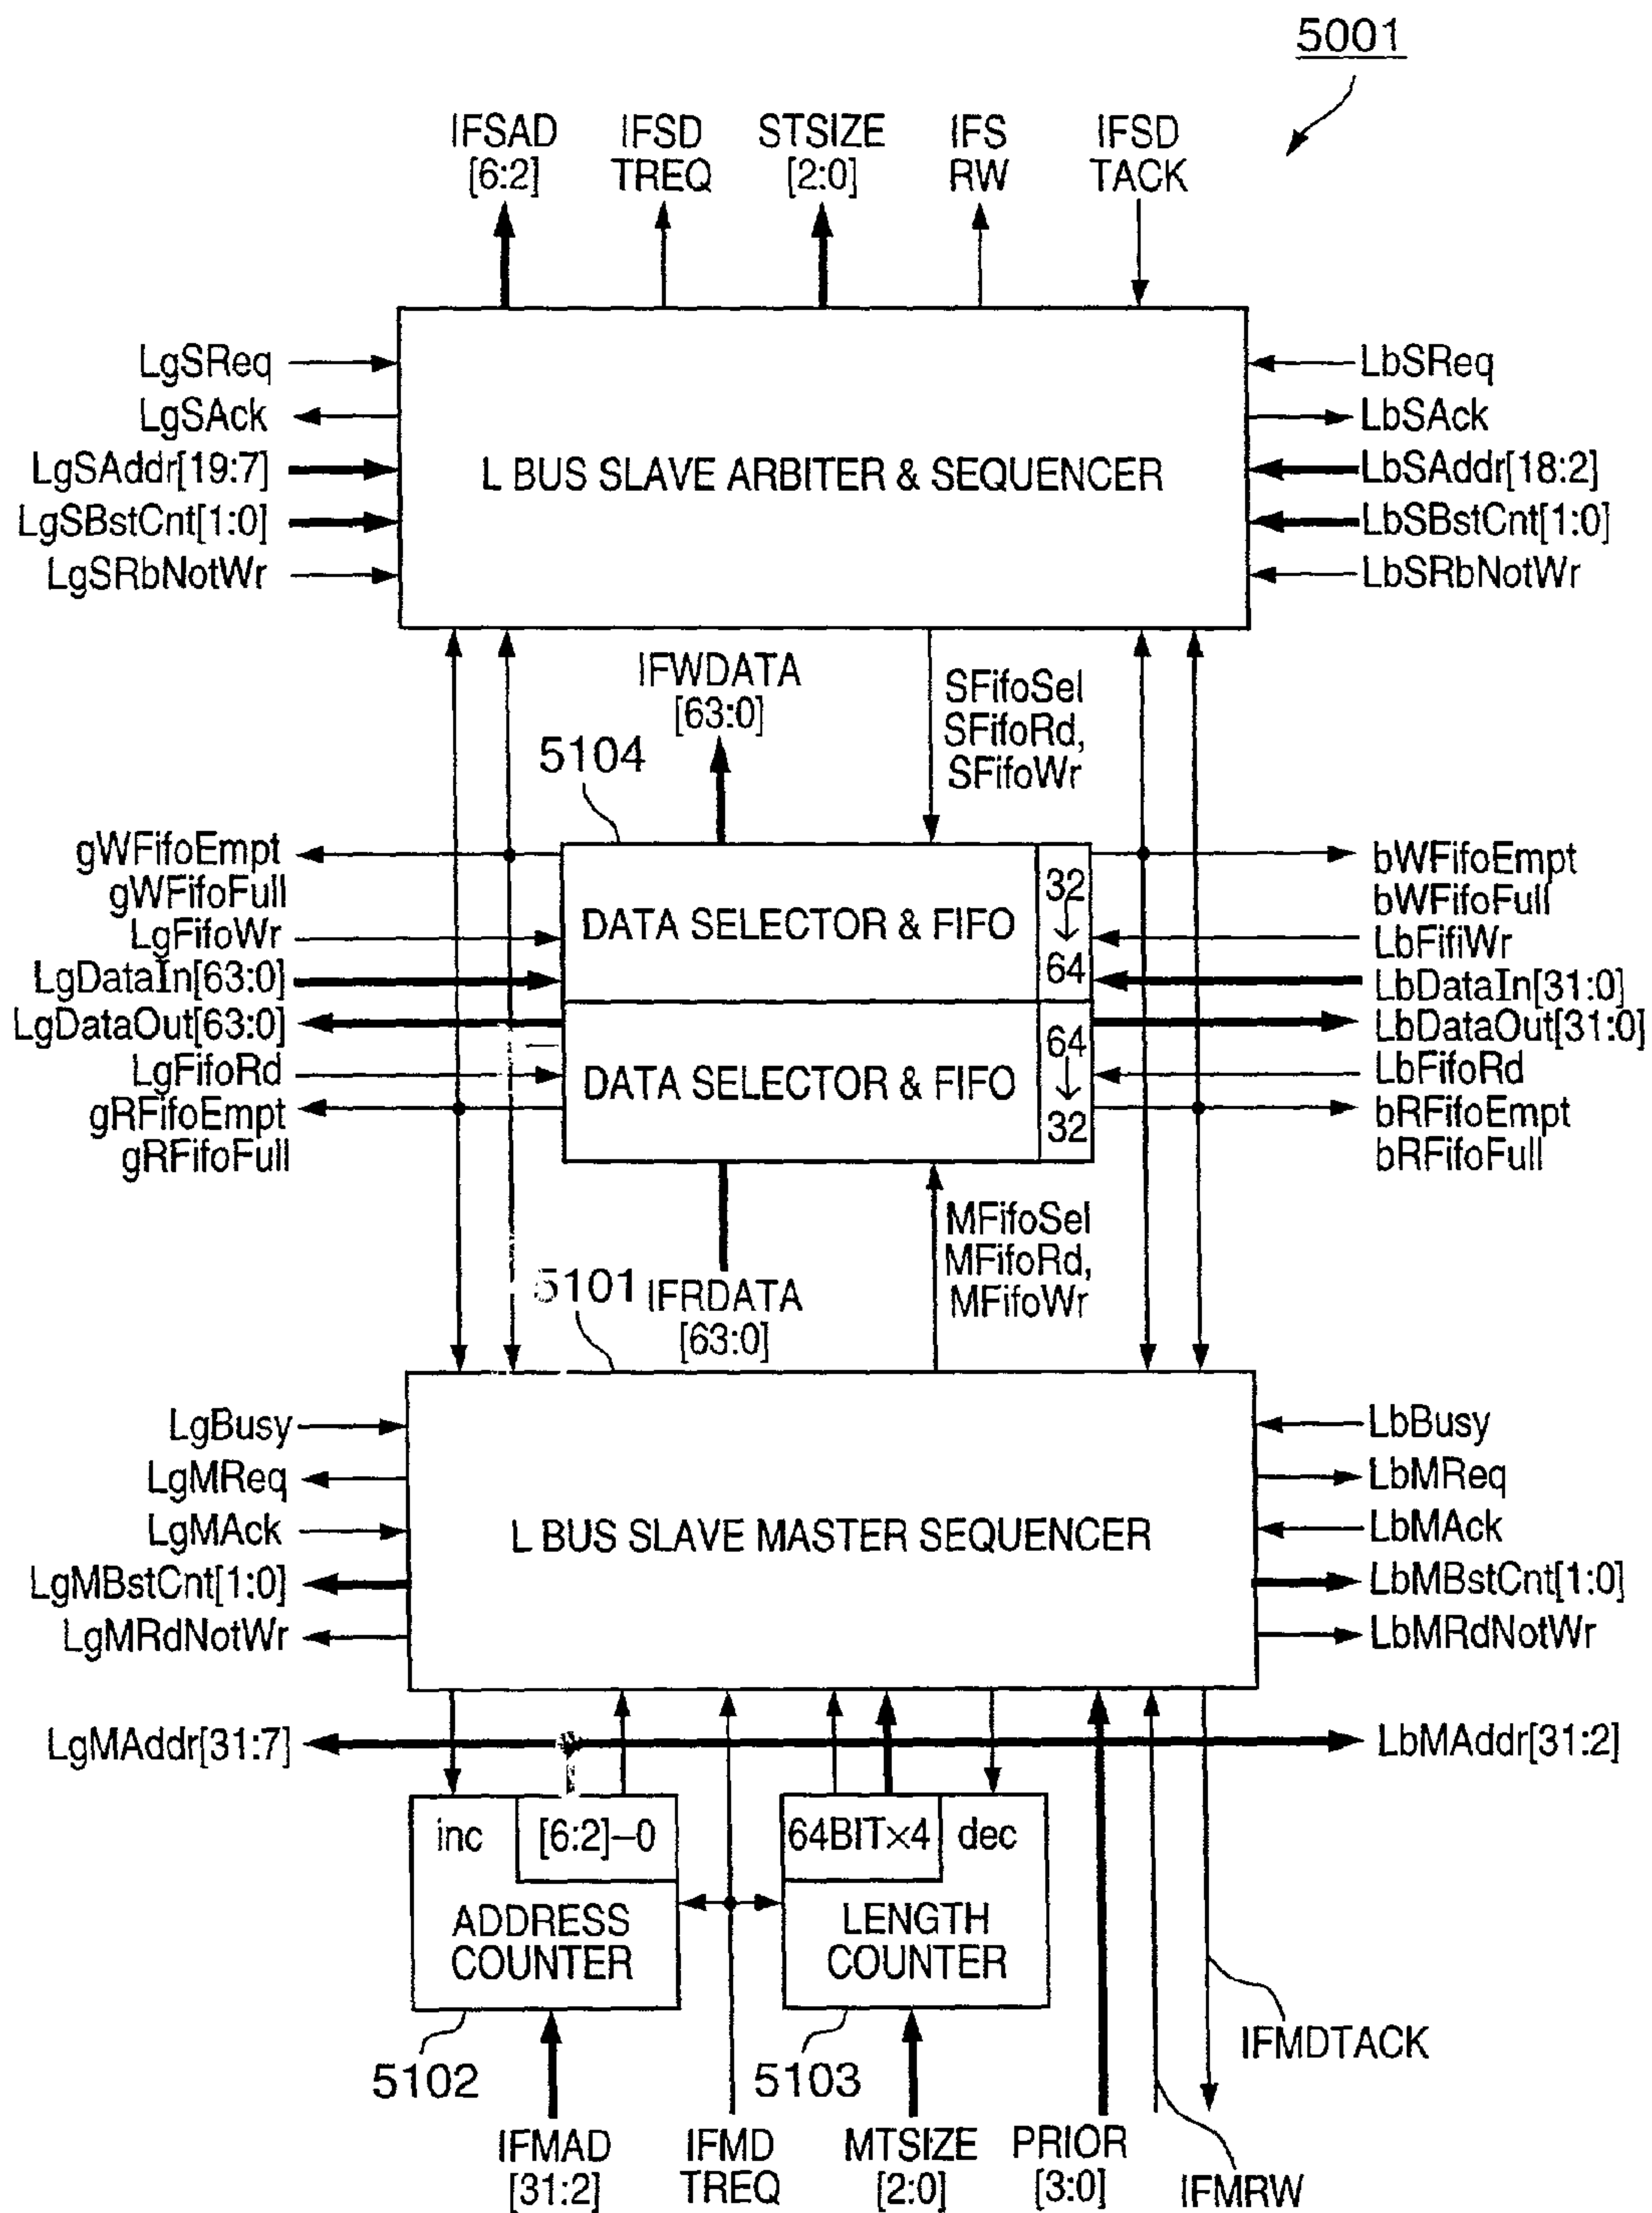 5001
IFSAD
[6:2]
IFSD
TREQ
STSIZE
[2:0]
IFS
RW
IFSD
TACK
LgSReq
LgSAck
LgSAddr[19:7]
LgSBstCnt[1:0]
LgSRbNotWr
L BUS SLAVE ARBITER & SEQUENCER
LbSReq
LbSAck
LbSAddr[18:2]
LbSBstCnt[1:0]
LbSRbNotWr
IFWDATA
[63:0]
SFifoSel
SFifoRd,
SFifoWr
5104
gWFifoEmpt
gWFifoFull
LgFifoWr
LgDataIn[63:0]
LgDataOut[63:0]
LgFifoRd
gRFifoEmpt
gRFifoFull
DATA SELECTOR & FIFO
32
64
DATA SELECTOR & FIFO
64
32
bWFifoEmpt
bWFifoFull
LbFifiWr
LbDataIn[31:0]
LbDataOut[31:0]
LbFifoRd
bRFifoEmpt
bRFifoFull
MFifoSel
MFifoRd,
MFifoWr
5101
IFRDATA
[63:0]
LgBusy
LgMReq
LgMAck
LgMBstCnt[1:0]
LgMRdNotWr
L BUS SLAVE MASTER SEQUENCER
LbBusy
LbMReq
LbMAck
LbMBstCnt[1:0]
LbMRdNotWr
LgMAddr[31:7]
LbMAddr[31:2]
inc
[6:2]–0
ADDRESS
COUNTER
64BIT×4
dec
LENGTH
COUNTER
5102
5103
IFMDTACK
IFMAD
[31:2]
IFMD
TREQ
MTSIZE
[2:0]
PRIOR
[3:0]
IFMRW